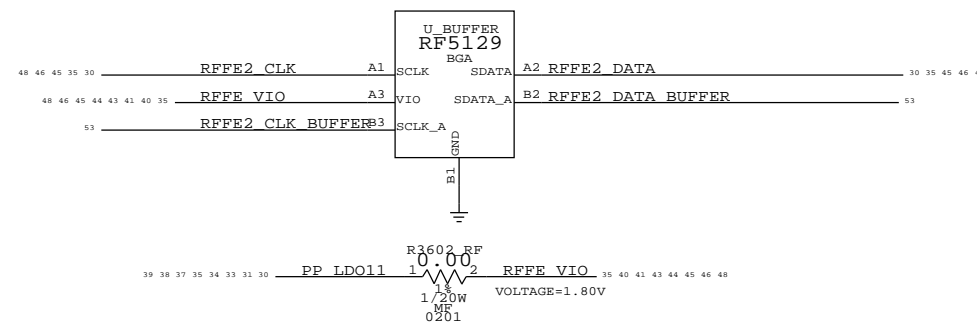 U_BUFFER
RF5129
BGA
48 46 45 35 30 RFFE2_CLK A1 SCLK SDATA A2 RFFE2_DATA 30 35 45 46 4
48 46 45 44 43 41 40 35 RFFE_VIO A3 VIO SDATA_A B2 RFFE2_DATA_BUFFER 53
53 RFFE2_CLK_BUFFER B3 SCLK_A
GND
B1
R3602_RF
0.00
39 38 37 35 34 33 31 30 PP_LDO11 1 2 RFFE_VIO 35 40 41 43 44 45 46 48
1%
VOLTAGE=1.80V
1/20W
MF
0201